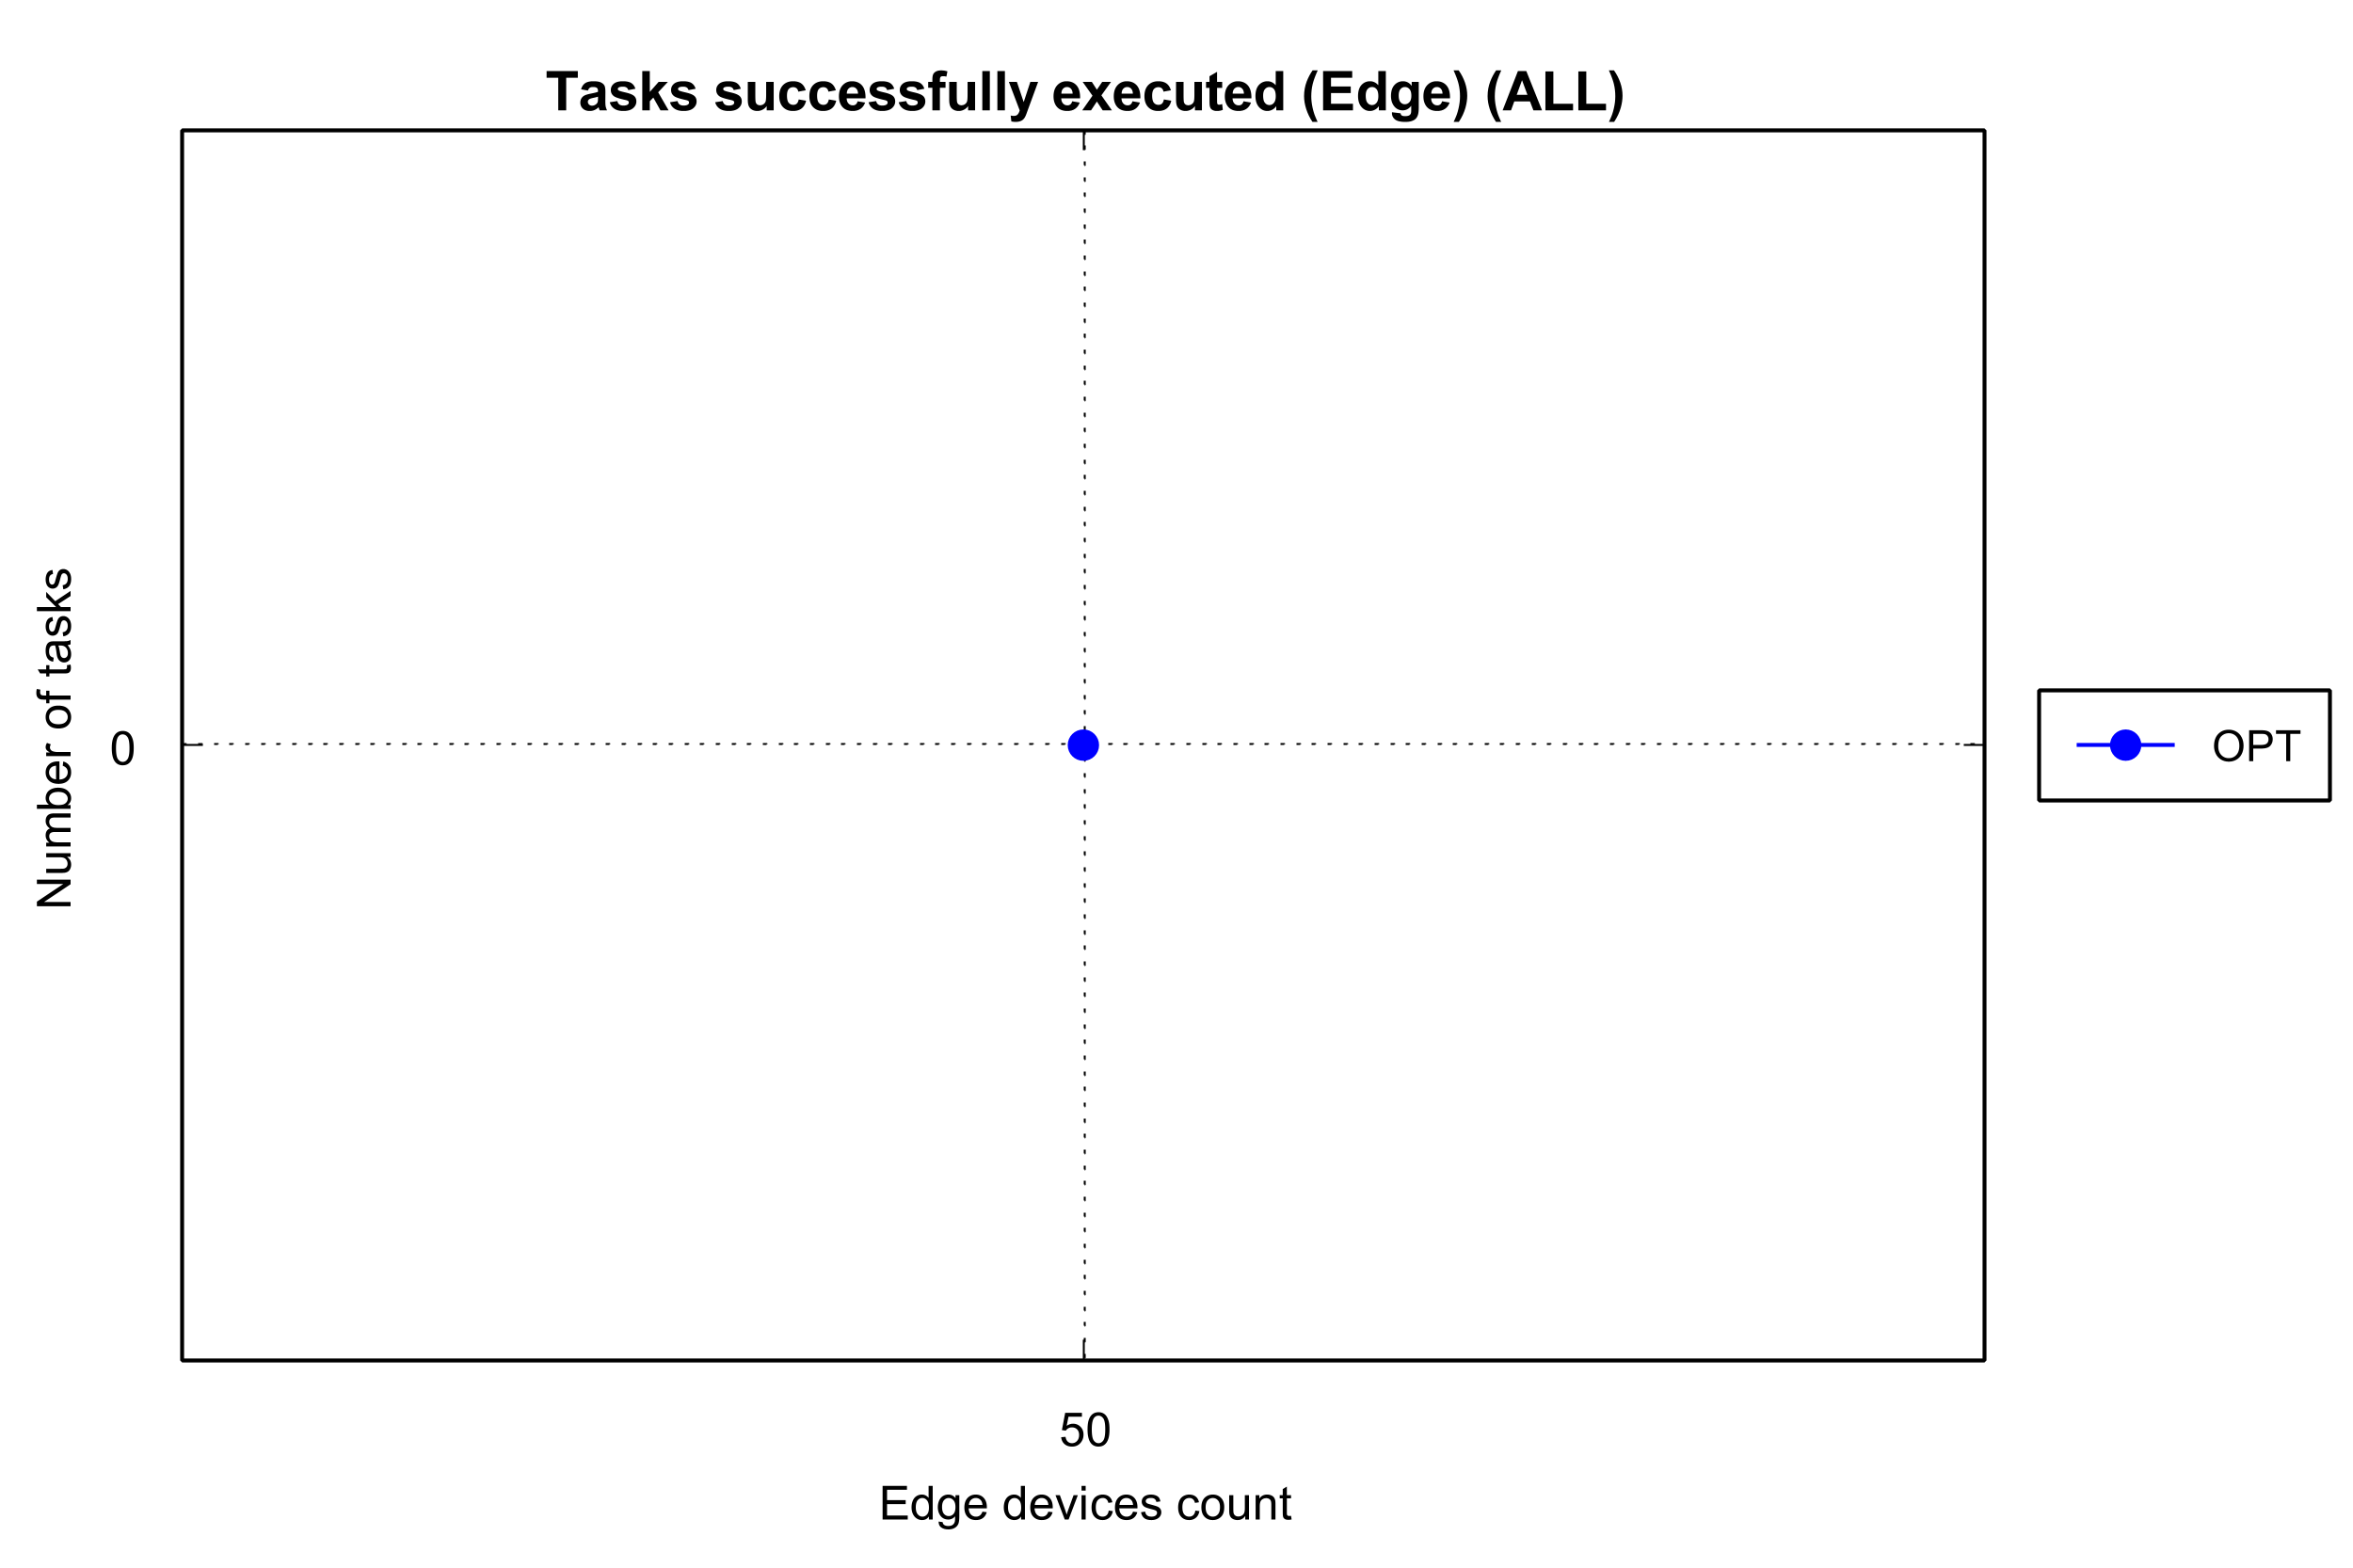 Tasks successfully executed (Edge) (ALL)
Number of tasks
0
OPT
50
Edge devices count